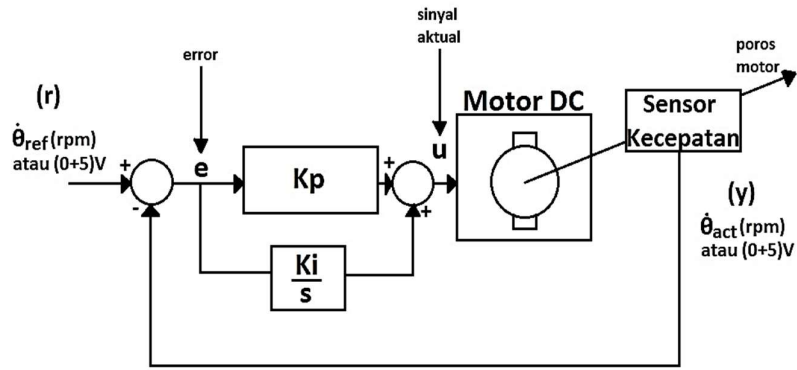 sinyal
aktual
error
poros
motor
(r)
Motor DC
Sensor
Kecepatan
θ̇ref (rpm)
atau (0+5)V
+
-
e
Kp
+
+
u
Ki
s
(y)
θ̇act (rpm)
atau (0+5)V